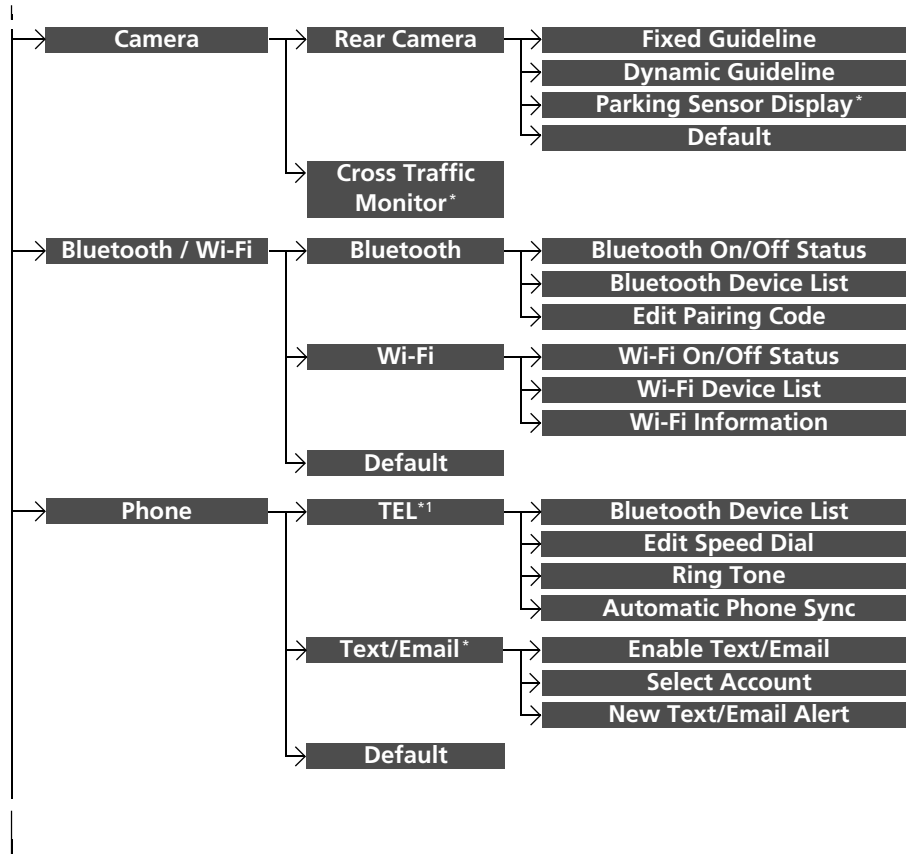 Camera
Rear Camera
Fixed Guideline
Dynamic Guideline
Parking Sensor Display*
Default
Cross Traffic
Monitor*
Bluetooth / Wi-Fi
Bluetooth
Bluetooth On/Off Status
Bluetooth Device List
Edit Pairing Code
Wi-Fi
Wi-Fi On/Off Status
Wi-Fi Device List
Wi-Fi Information
Default
Phone
TEL*1
Bluetooth Device List
Edit Speed Dial
Ring Tone
Automatic Phone Sync
Text/Email*
Enable Text/Email
Select Account
New Text/Email Alert
Default